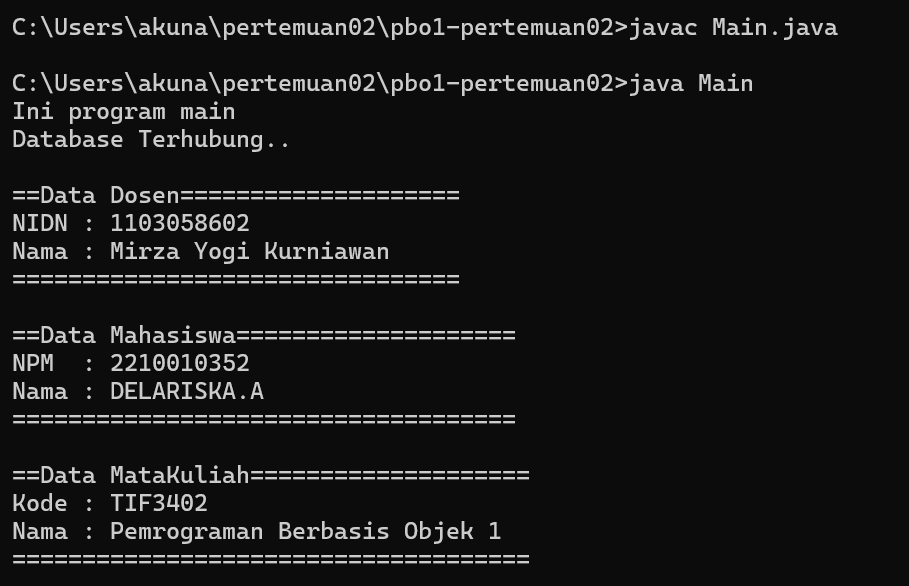 C:\Users\akuna\pertemuan02\pbo1-pertemuan02>javac Main.java
C:\Users\akuna\pertemuan02\pbo1-pertemuan02>java Main
Ini program main
Database Terhubung..
==Data Dosen====================
NIDN : 1103058602
Nama : Mirza Yogi Kurniawan
================================
==Data Mahasiswa====================
NPM  : 2210010352
Nama : DELARISKA.A
====================================
==Data MataKuliah====================
Kode : TIF3402
Nama : Pemrograman Berbasis Objek 1
=====================================